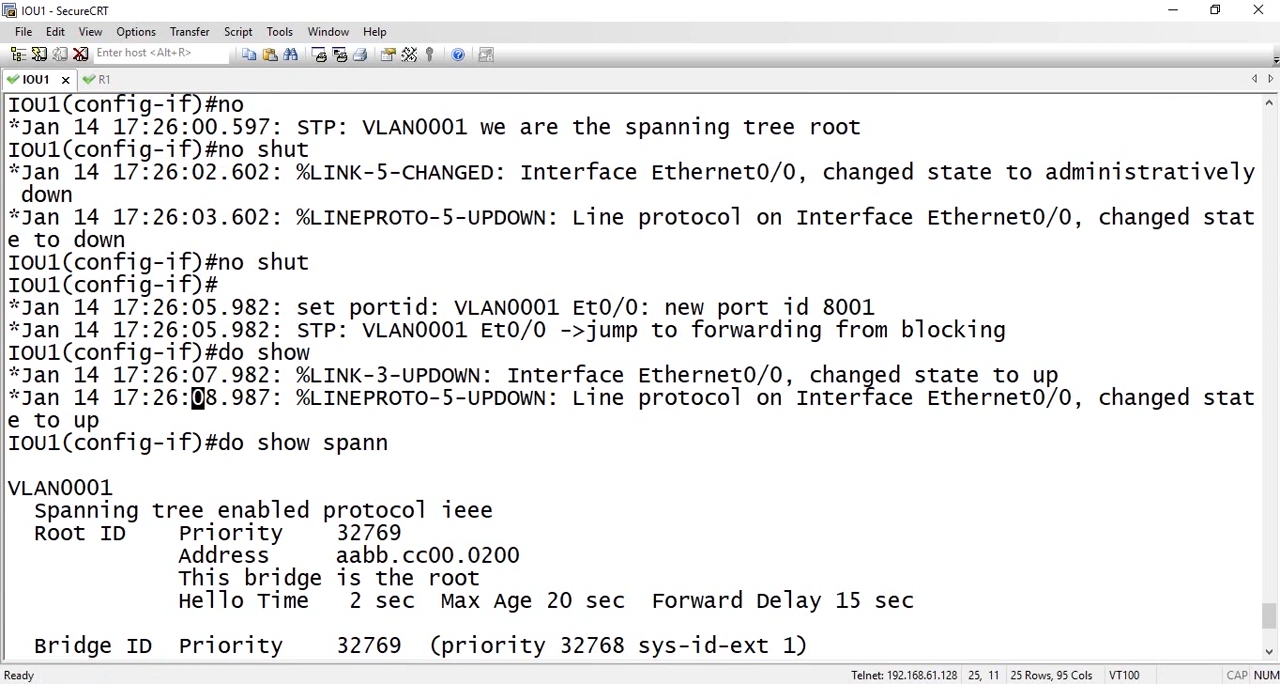 IOU1 - SecureCRT
File Edit View Options Transfer Script Tools Window Help
Enter host <Alt+R>
IOU1 R1
IOU1(config-if)#no
*Jan 14 17:26:00.597: STP: VLAN0001 we are the spanning tree root
IOU1(config-if)#no shut
*Jan 14 17:26:02.602: %LINK-5-CHANGED: Interface Ethernet0/0, changed state to administratively
down
*Jan 14 17:26:03.602: %LINEPROTO-5-UPDOWN: Line protocol on Interface Ethernet0/0, changed stat
e to down
IOU1(config-if)#no shut
IOU1(config-if)#
*Jan 14 17:26:05.982: set portid: VLAN0001 Et0/0: new port id 8001
*Jan 14 17:26:05.982: STP: VLAN0001 Et0/0 ->jump to forwarding from blocking
IOU1(config-if)#do show
*Jan 14 17:26:07.982: %LINK-3-UPDOWN: Interface Ethernet0/0, changed state to up
*Jan 14 17:26:08.987: %LINEPROTO-5-UPDOWN: Line protocol on Interface Ethernet0/0, changed stat
e to up
IOU1(config-if)#do show spann
VLAN0001
Spanning tree enabled protocol ieee
Root ID Priority 32769
Address aabb.cc00.0200
This bridge is the root
Hello Time 2 sec Max Age 20 sec Forward Delay 15 sec
Bridge ID Priority 32769 (priority 32768 sys-id-ext 1)
Ready Telnet: 192.168.61.128 25, 11 25 Rows, 95 Cols VT100 CAP NUM